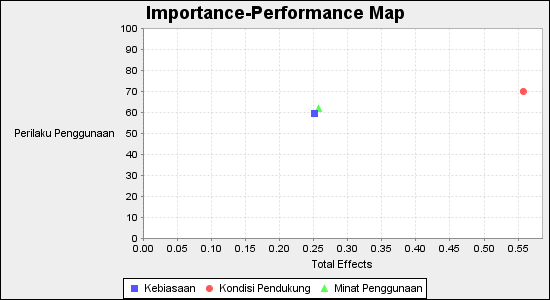 Importance-Performance Map
100
90
80
70
60
50
40
30
20
10
0
Perilaku Penggunaan
0.00 0.05 0.10 0.15 0.20 0.25 0.30 0.35 0.40 0.45 0.50 0.55
Total Effects
Kebiasaan Kondisi Pendukung Minat Penggunaan